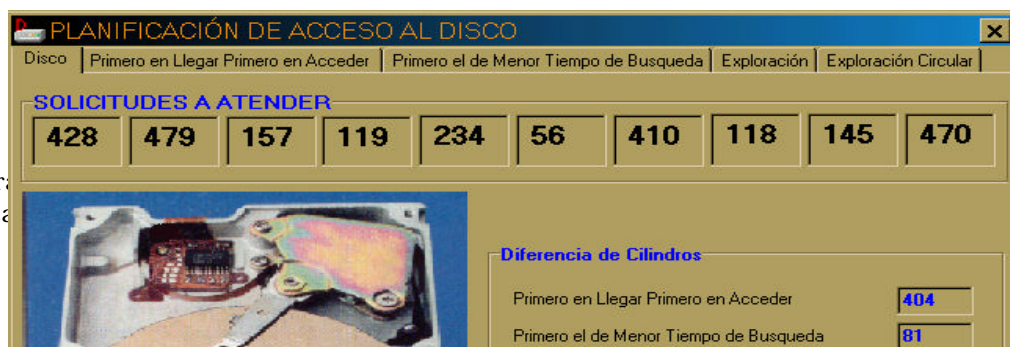 PLANIFICACIÓN DE ACCESO AL DISCO
Disco Primero en Llegar Primero en Acceder Primero el de Menor Tiempo de Busqueda Exploración Exploración Circular
SOLICITUDES A ATENDER
428 479 157 119 234 56 410 118 145 470
Diferencia de Cilindros
Primero en Llegar Primero en Acceder 404
Primero el de Menor Tiempo de Busqueda 81